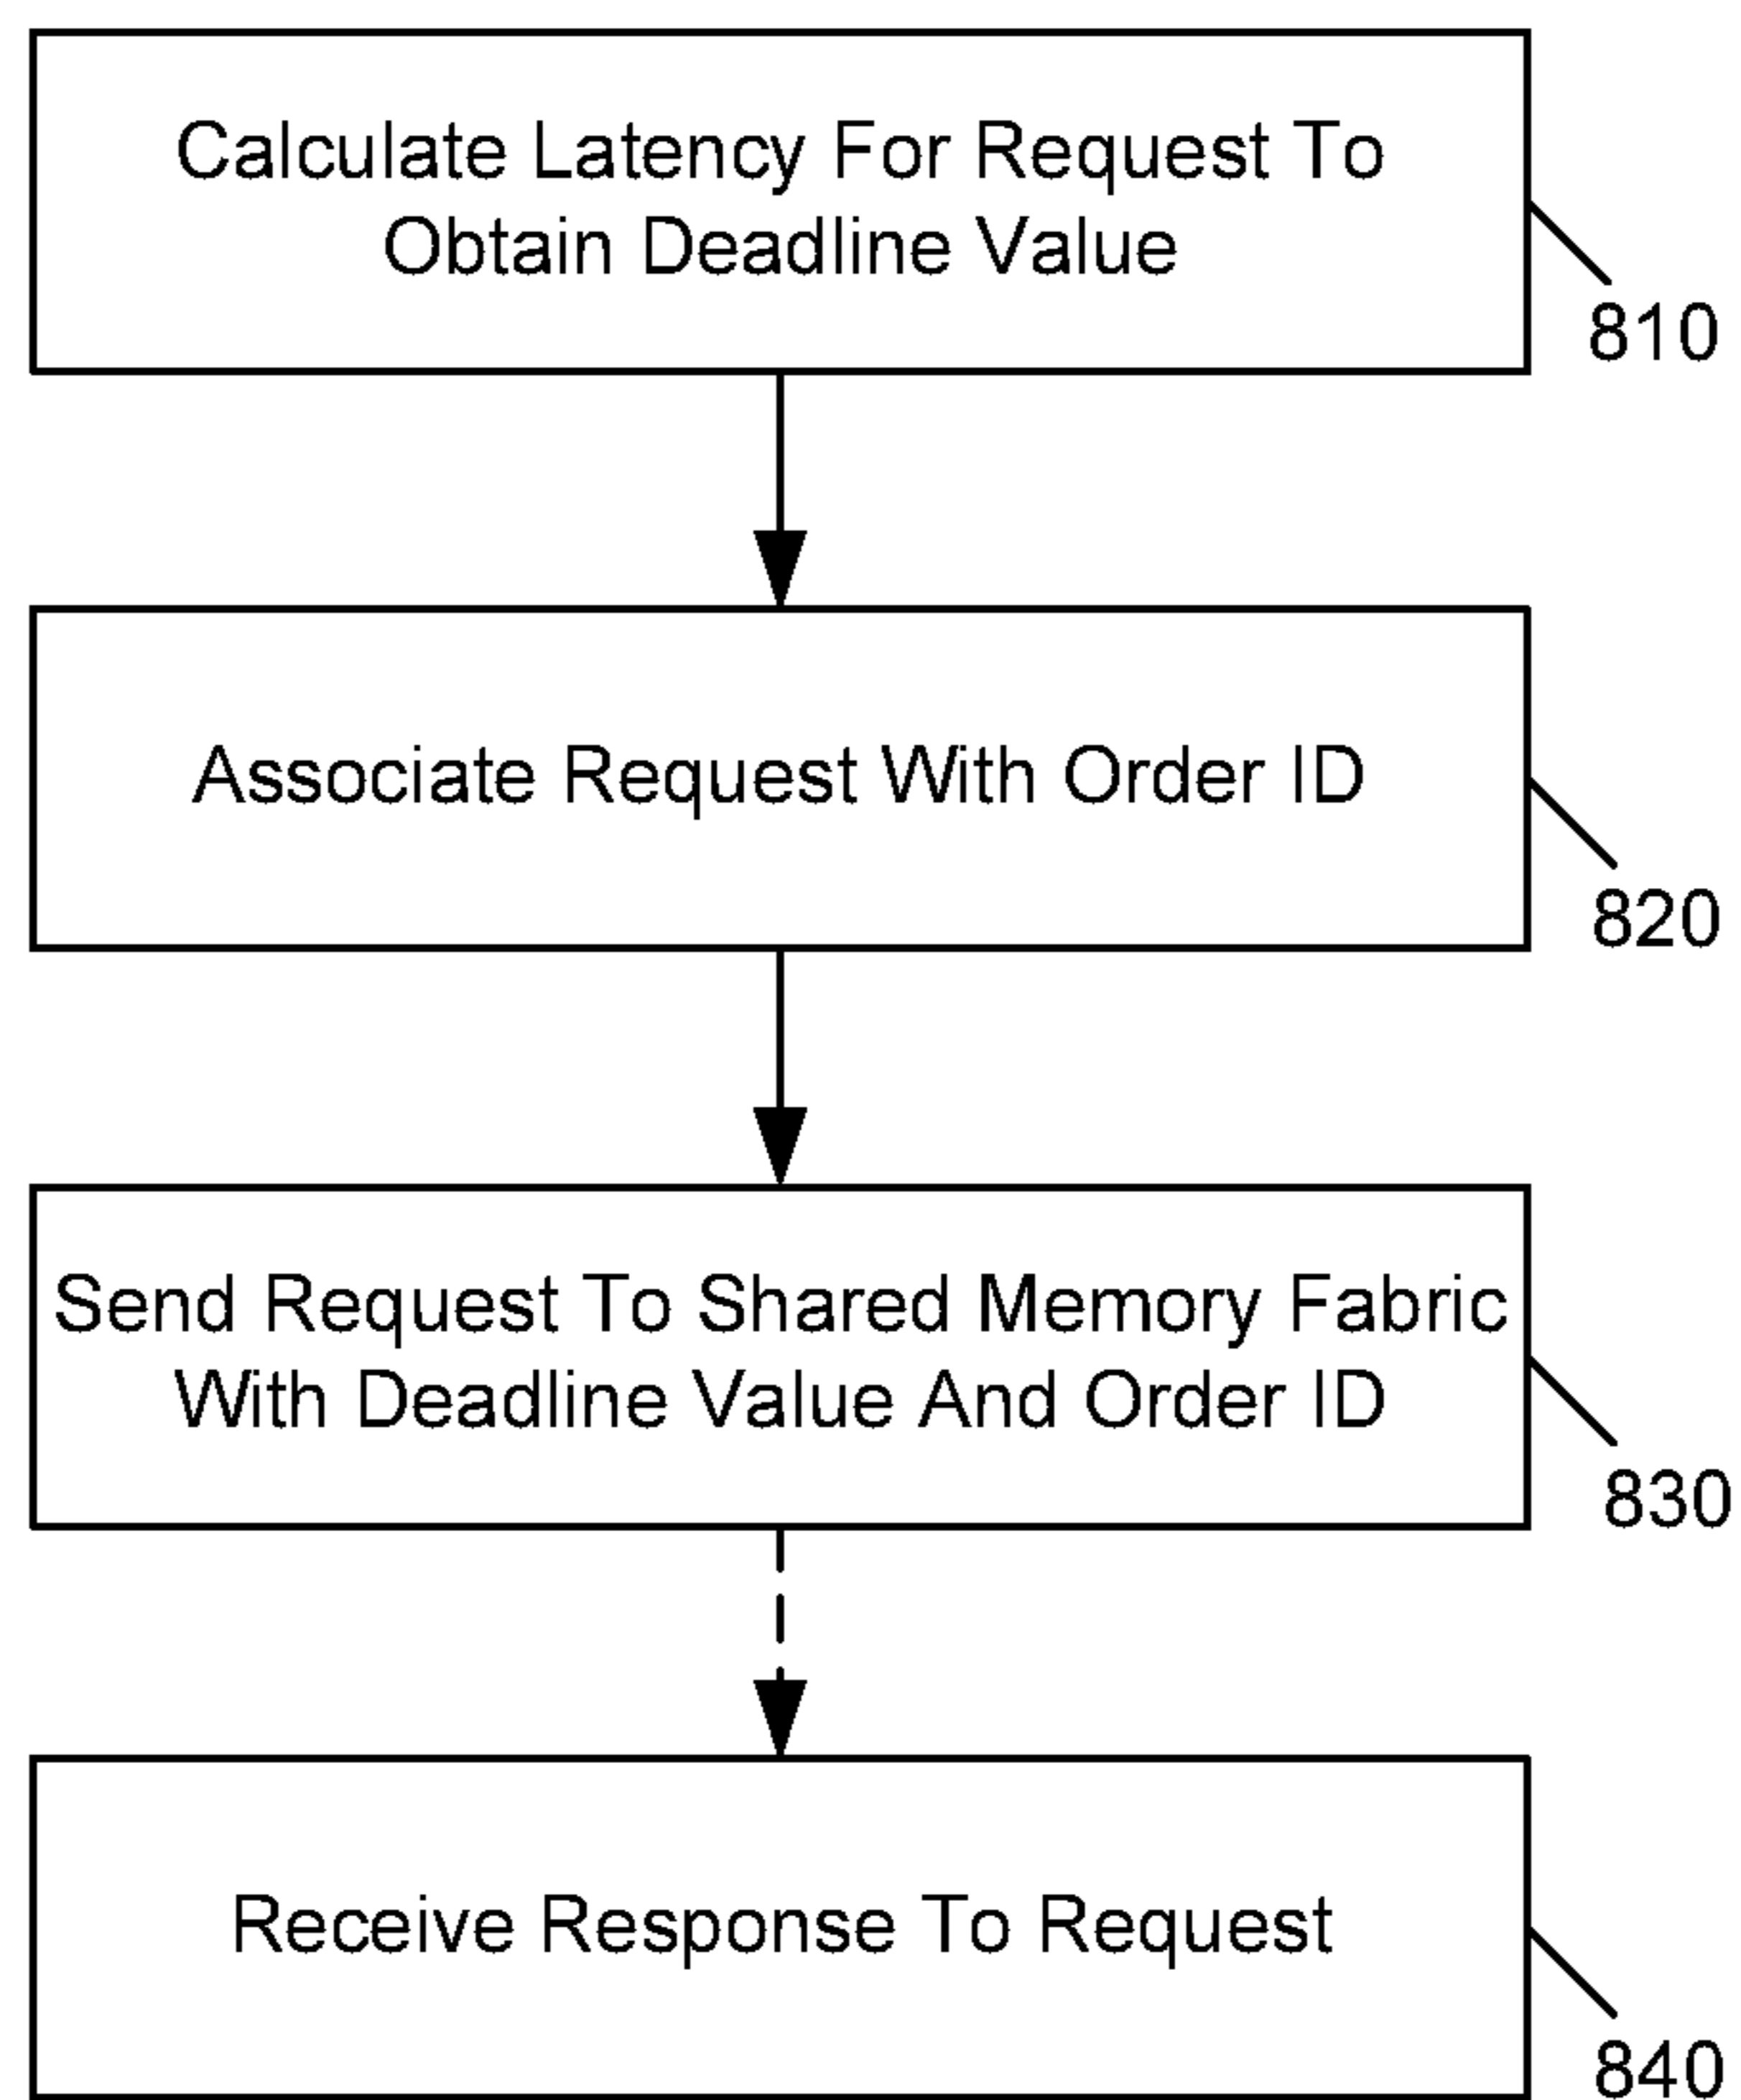 Calculate Latency For Request To
Obtain Deadline Value
810
Associate Request With Order ID
820
Send Request To Shared Memory Fabric
With Deadline Value And Order ID
830
Receive Response To Request
840